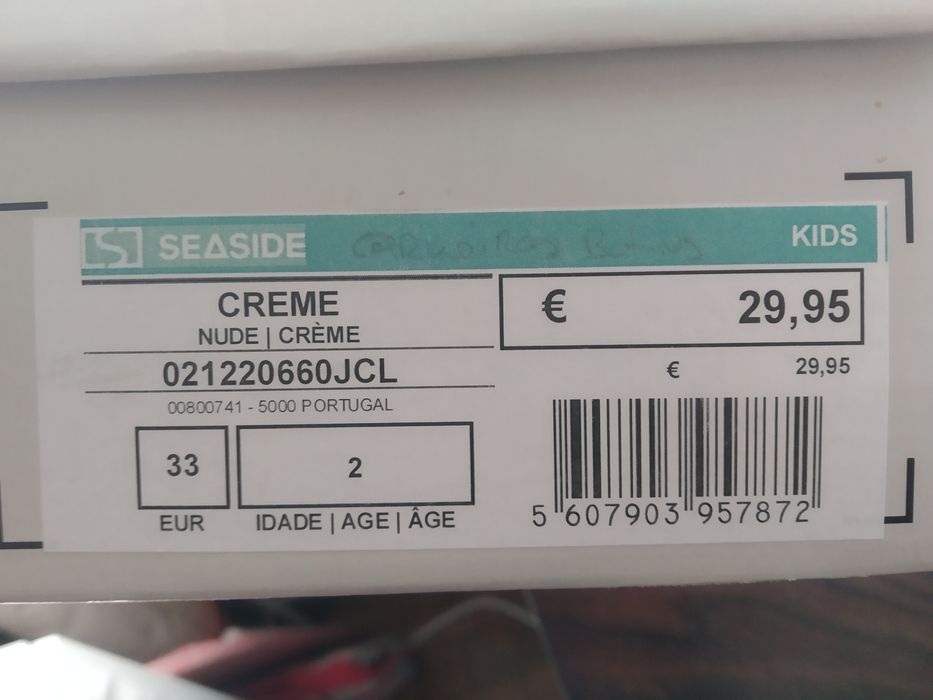 SEASIDE
KIDS
CREME
NUDE | CRÈME
021220660JCL
00800741 - 5000 PORTUGAL
33
EUR
2
IDADE | AGE | ÂGE
€ 29,95
€ 29,95
5 607903 957872